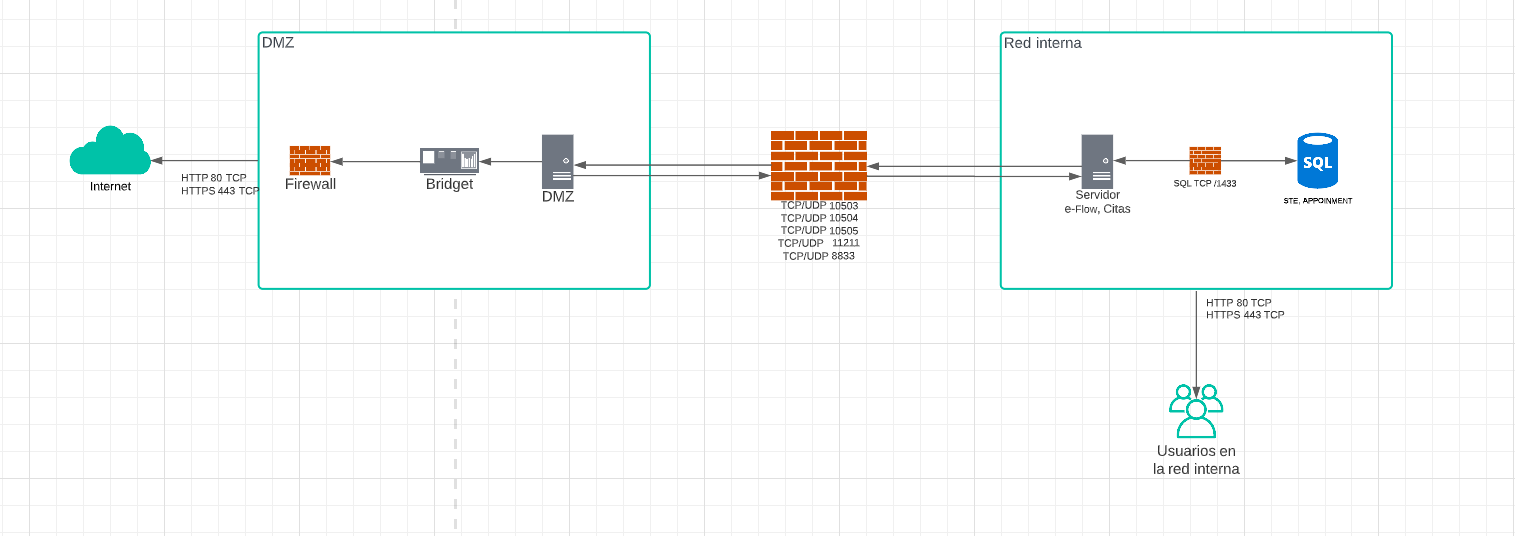 DMZ
Red interna
Internet
HTTP 80 TCP
HTTPS 443 TCP
Firewall
Bridget
DMZ
TCP/UDP 10503
TCP/UDP 10504
TCP/UDP 10505
TCP/UDP 11211
TCP/UDP 8833
Servidor
e-Flow, Citas
SQL TCP /1433
SQL
STE, APPOINMENT
HTTP 80 TCP
HTTPS 443 TCP
Usuarios en
la red interna